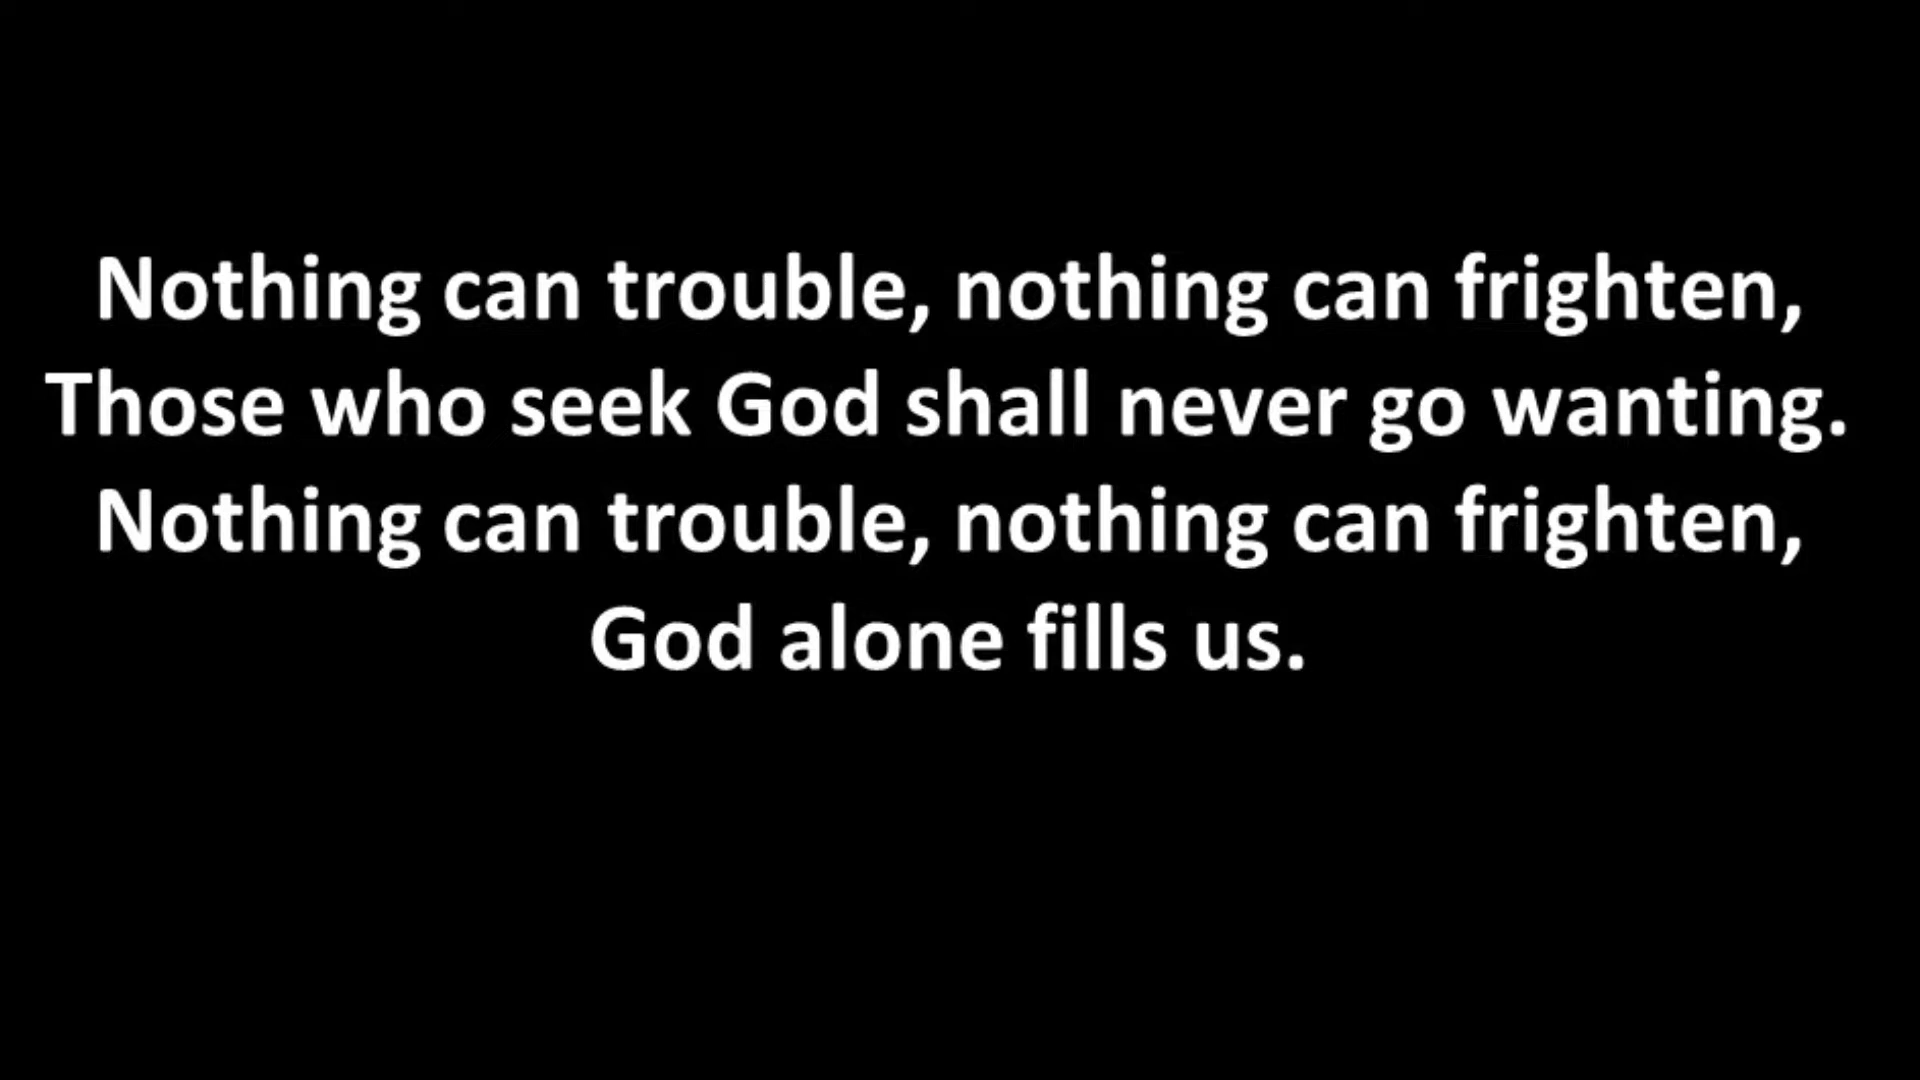 Nothing can trouble, nothing can frighten,
Those who seek God shall never go wanting.
Nothing can trouble, nothing can frighten,
God alone fills us.